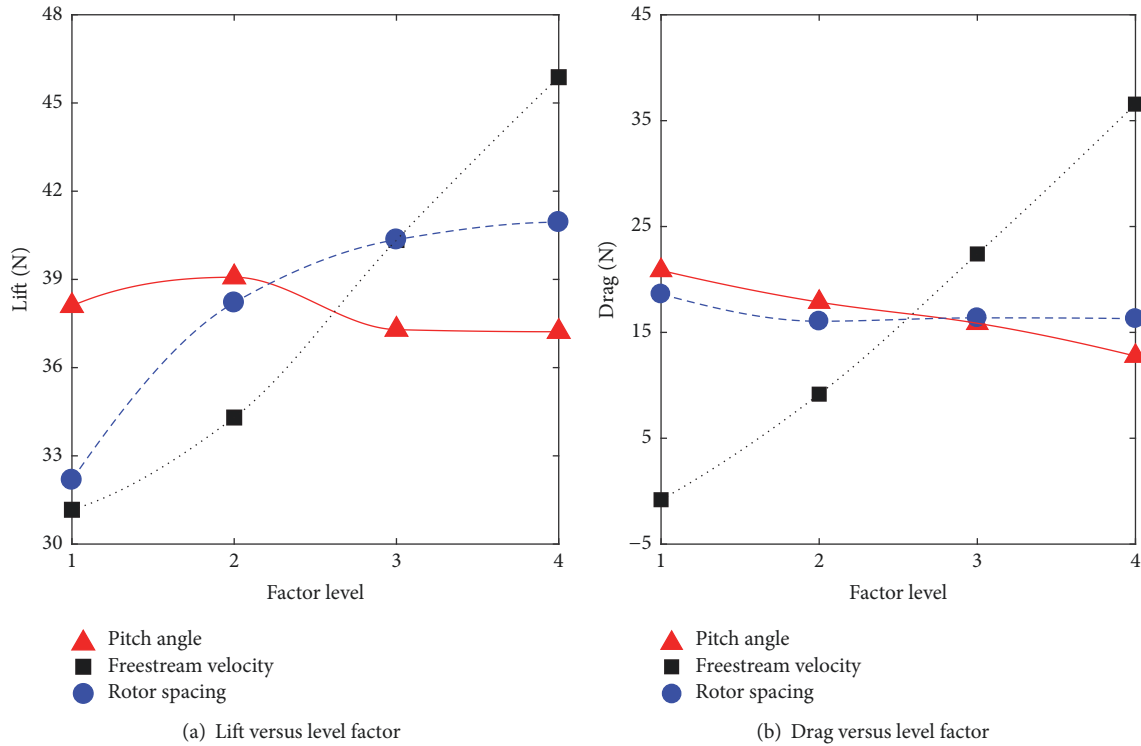 48
45
42
39
36
33
30
Lift (N)
1 2 3 4
Factor level
Pitch angle
Freestream velocity
Rotor spacing
(a) Lift versus level factor
45
35
25
15
5
−5
Drag (N)
1 2 3 4
Factor level
Pitch angle
Freestream velocity
Rotor spacing
(b) Drag versus level factor